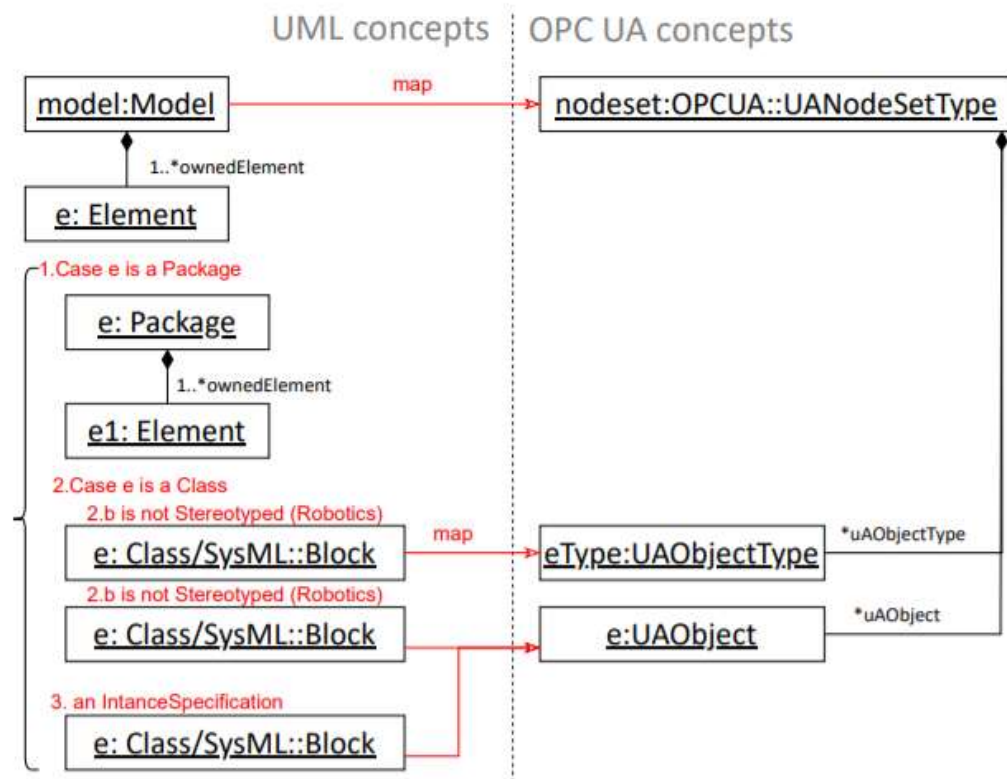 UML concepts
OPC UA concepts
model:Model
map
nodeset:OPCUA::UANodeSetType
1..*ownedElement
e: Element
1.Case e is a Package
e: Package
1..*ownedElement
e1: Element
2.Case e is a Class
2.b is not Stereotyped (Robotics)
e: Class/SysML::Block
map
eType:UAObjectType
*uAObjectType
2.b is not Stereotyped (Robotics)
e: Class/SysML::Block
e:UAObject
*uAObject
3. an IntanceSpecification
e: Class/SysML::Block